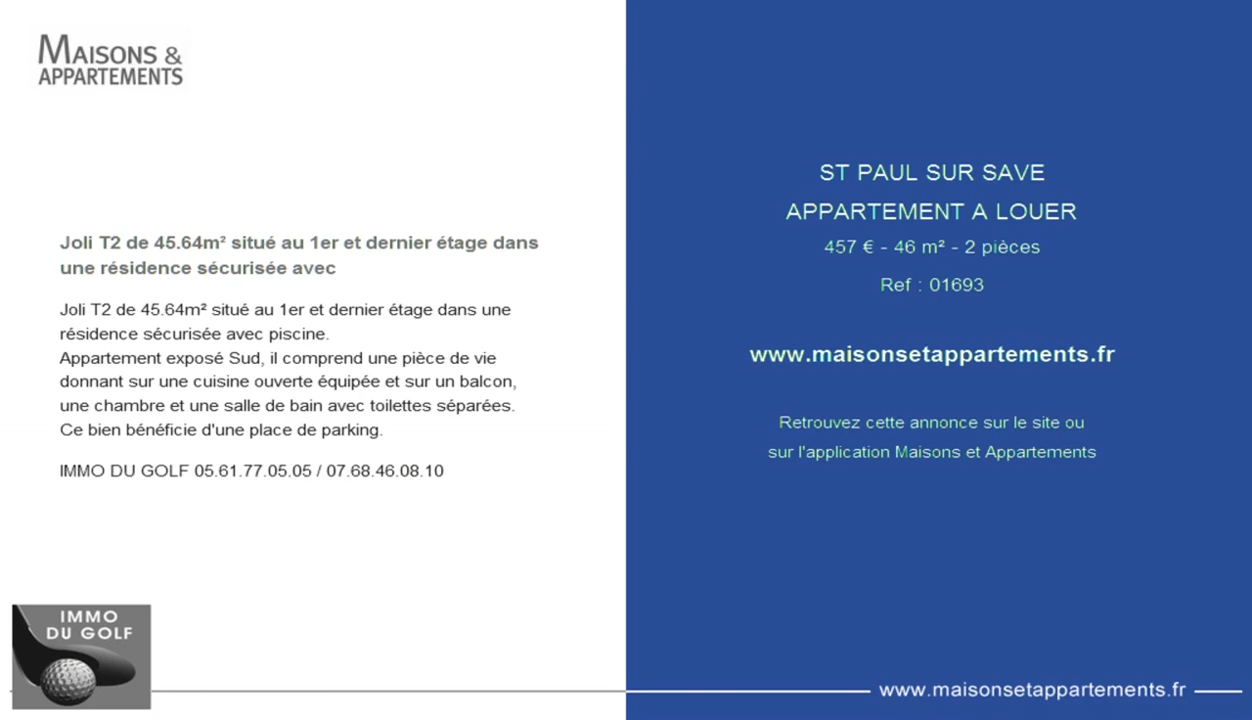 MAISONS &
APPARTEMENTS
Joli T2 de 45.64m² situé au 1er et dernier étage dans
une résidence sécurisée avec
Joli T2 de 45.64m² situé au 1er et dernier étage dans une
résidence sécurisée avec piscine.
Appartement exposé Sud, il comprend une pièce de vie
donnant sur une cuisine ouverte équipée et sur un balcon,
une chambre et une salle de bain avec toilettes séparées.
Ce bien bénéficie d'une place de parking.
IMMO DU GOLF 05.61.77.05.05 / 07.68.46.08.10
IMMO
DU GOLF
ST PAUL SUR SAVE
APPARTEMENT A LOUER
457 € - 46 m² - 2 pièces
Ref : 01693
www.maisonsetappartements.fr
Retrouvez cette annonce sur le site ou
sur l'application Maisons et Appartements
www.maisonsetappartements.fr